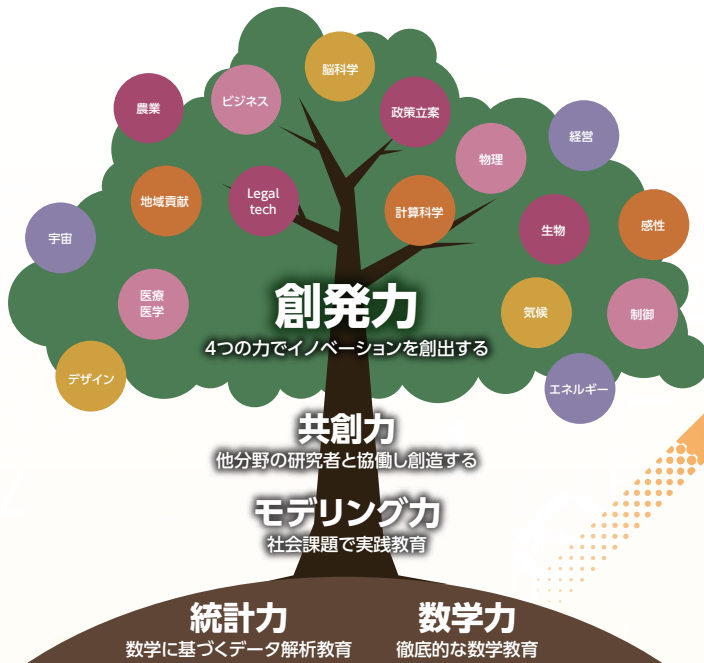 脳科学
ビジネス
農業
政策立案
経営
物理
地域貢献
Legal
tech
計算科学
生物
感性
宇宙
医療
医学
気候
制御
デザイン
エネルギー
創発力
4つの力でイノベーションを創出する
共創力
他分野の研究者と協働し創造する
モデリング力
社会課題で実践教育
統計力
数学に基づくデータ解析教育
数学力
徹底的な数学教育